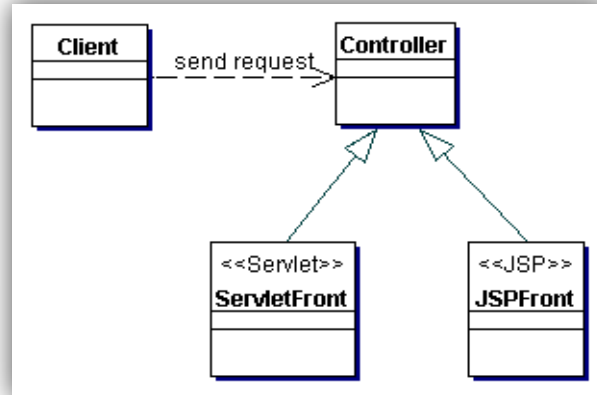 Client
send request
Controller
<<Servlet>>
ServletFront
<<JSP>>
JSPFront